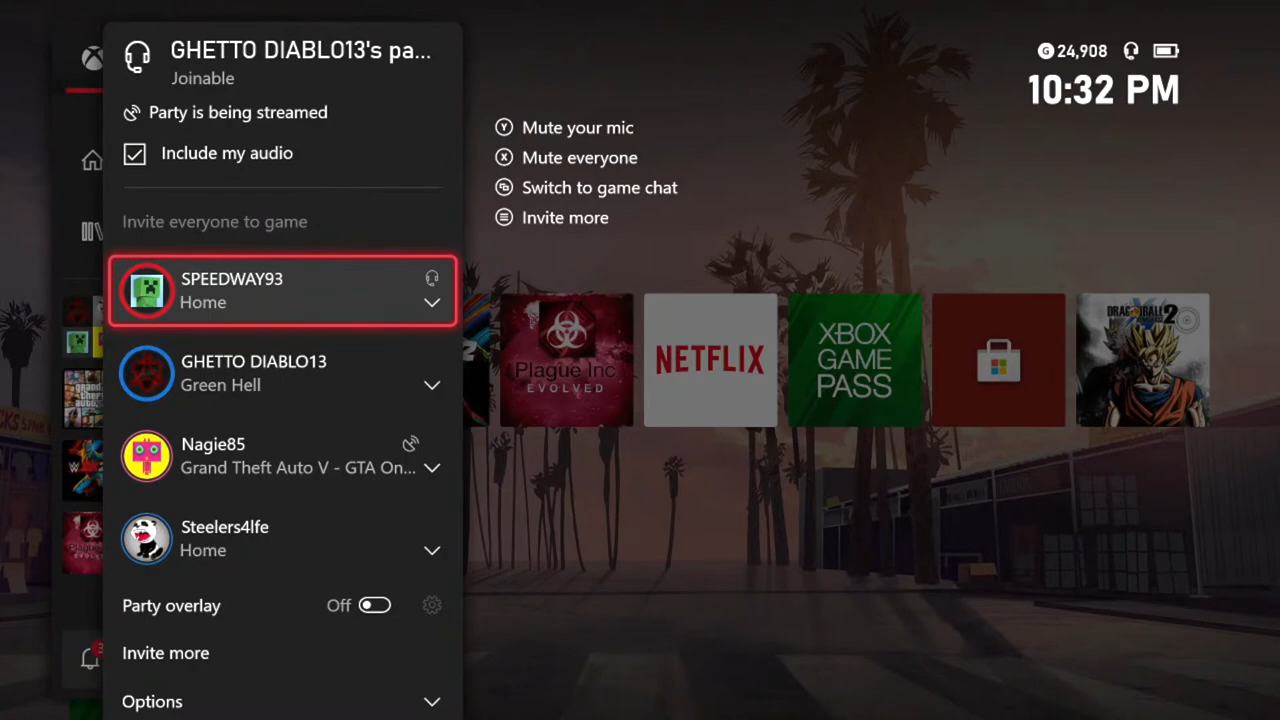 GHETTO DIABLO13's pa...
Joinable
Party is being streamed
Include my audio
Invite everyone to game
SPEEDWAY93
Home
GHETTO DIABLO13
Green Hell
Nagie85
Grand Theft Auto V - GTA On...
Steelers4lfe
Home
Party overlay
Off
Invite more
Options
Y Mute your mic
X Mute everyone
Switch to game chat
Invite more
G 24,908
10:32 PM
Plague Inc
EVOLVED
NETFLIX
XBOX
GAME
PASS
DRAGON BALL
2